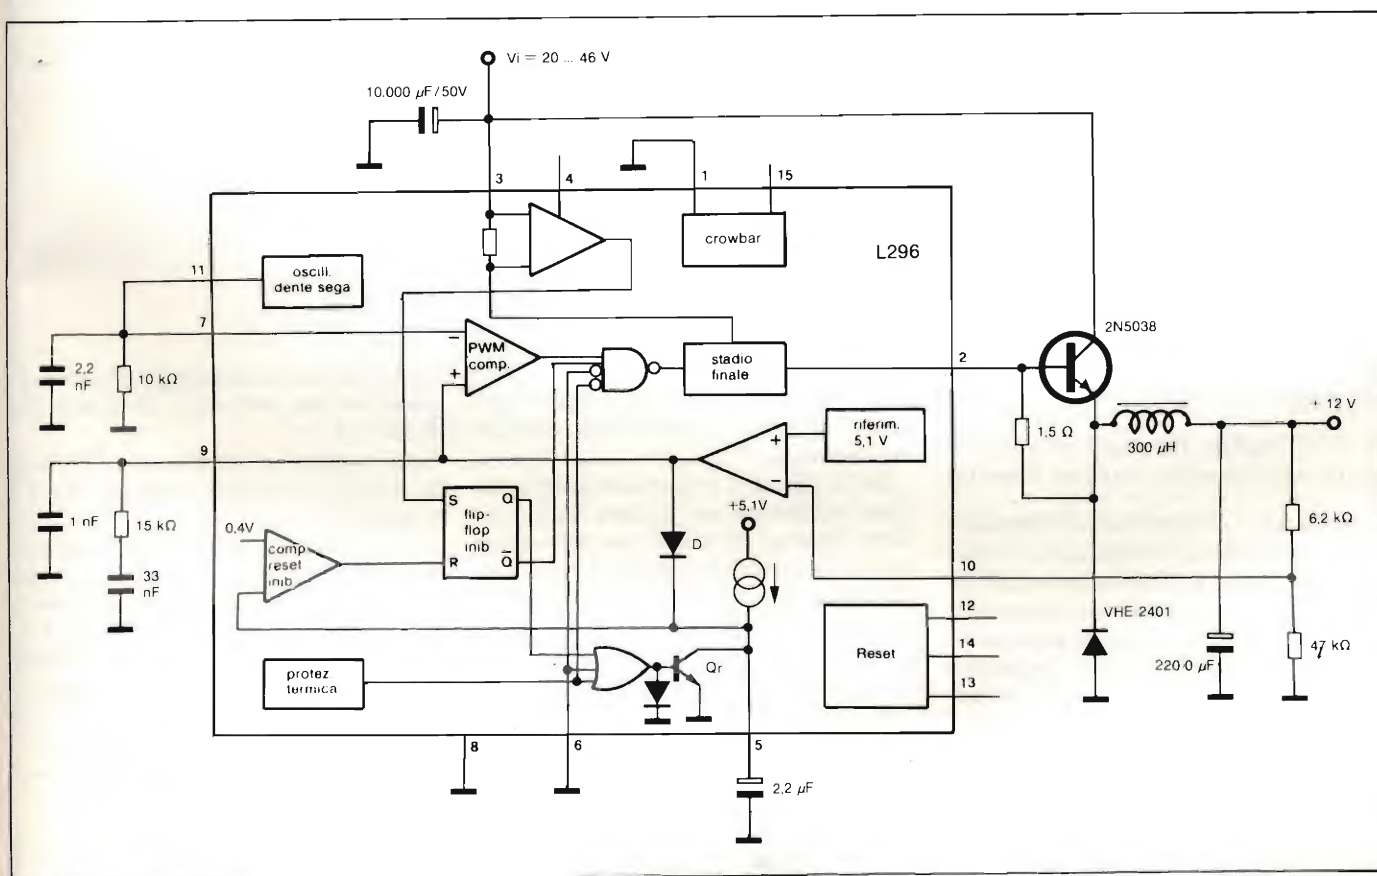 Vi = 20 ... 46 V
10.000 µF/50V
3
4
1
15
crowbar
L296
11
oscill.
dente sega
7
2,2
nF
10 kΩ
−
PWM
comp.
+
stadio
finale
2
2N5038
+ 12 V
1,5 Ω
300 µH
riferim.
5,1 V
+
−
9
1 nF
15 kΩ
33
nF
0,4V
comp
reset
inib
S
Q
flip-
flop
inib
R
Q̅
D
+5,1V
6,2 kΩ
10
12
VHE 2401
14
Reset
13
2200 µF
47 kΩ
protez
termica
Qr
8
6
5
2,2 µF